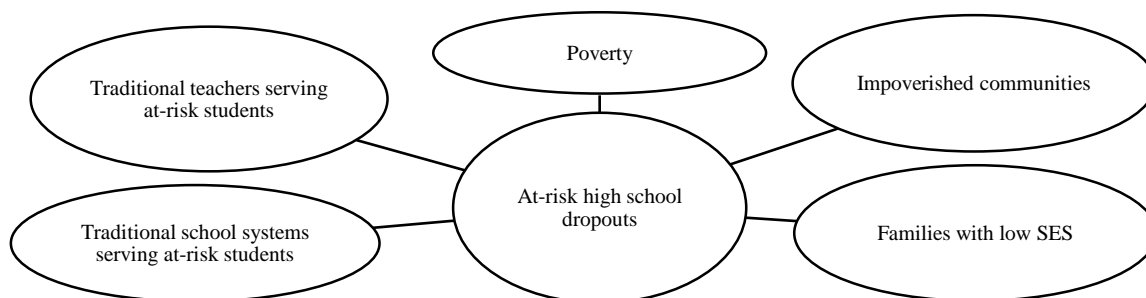 Poverty
Traditional teachers serving
at-risk students
Impoverished communities
At-risk high school
dropouts
Traditional school systems
serving at-risk students
Families with low SES